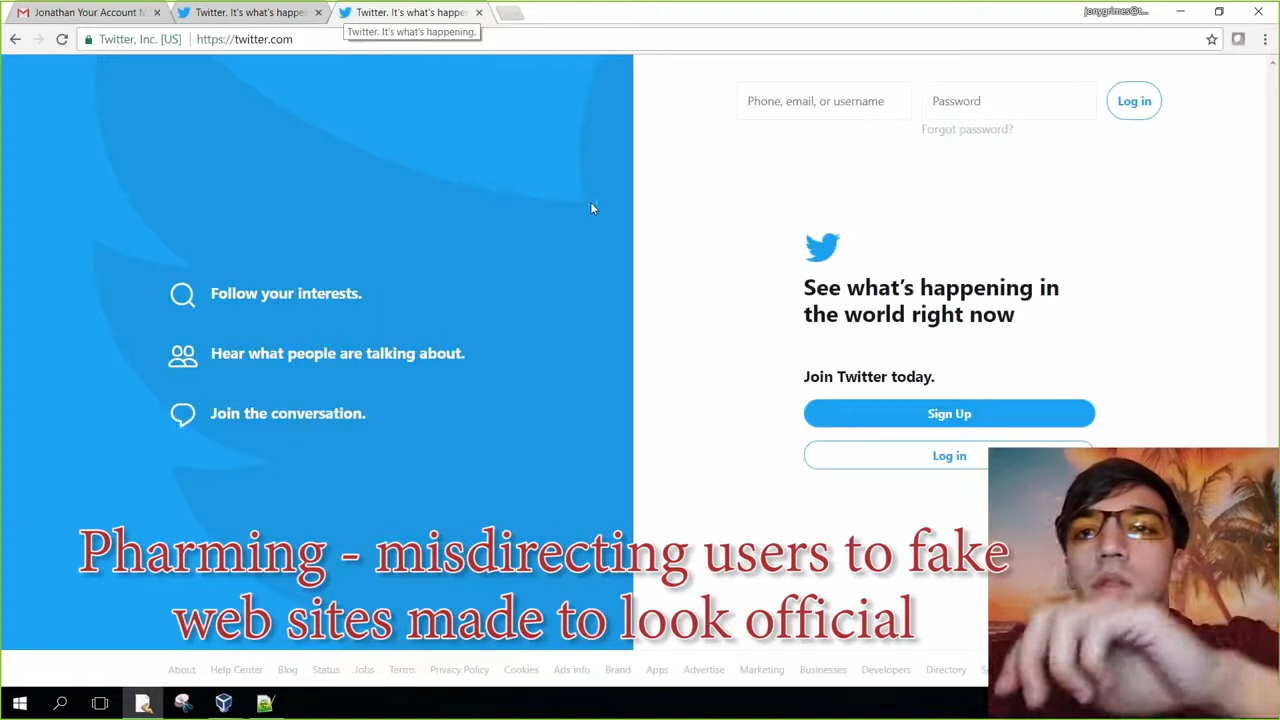 Jonathan Your Account M
Twitter. It's what's happe
Twitter. It's what's happe
jonygrimes@t...
Twitter, Inc. [US]
https://twitter.com
Twitter. It's what's happening.
Phone, email, or username
Password
Log in
Forgot password?
Follow your interests.
Hear what people are talking about.
Join the conversation.
See what's happening in
the world right now
Join Twitter today.
Sign Up
Log in
Pharming - misdirecting users to fake
web sites made to look official
About Help Center Blog Status Jobs Terms Privacy Policy Cookies Ads info Brand Apps Advertise Marketing Businesses Developers Directory